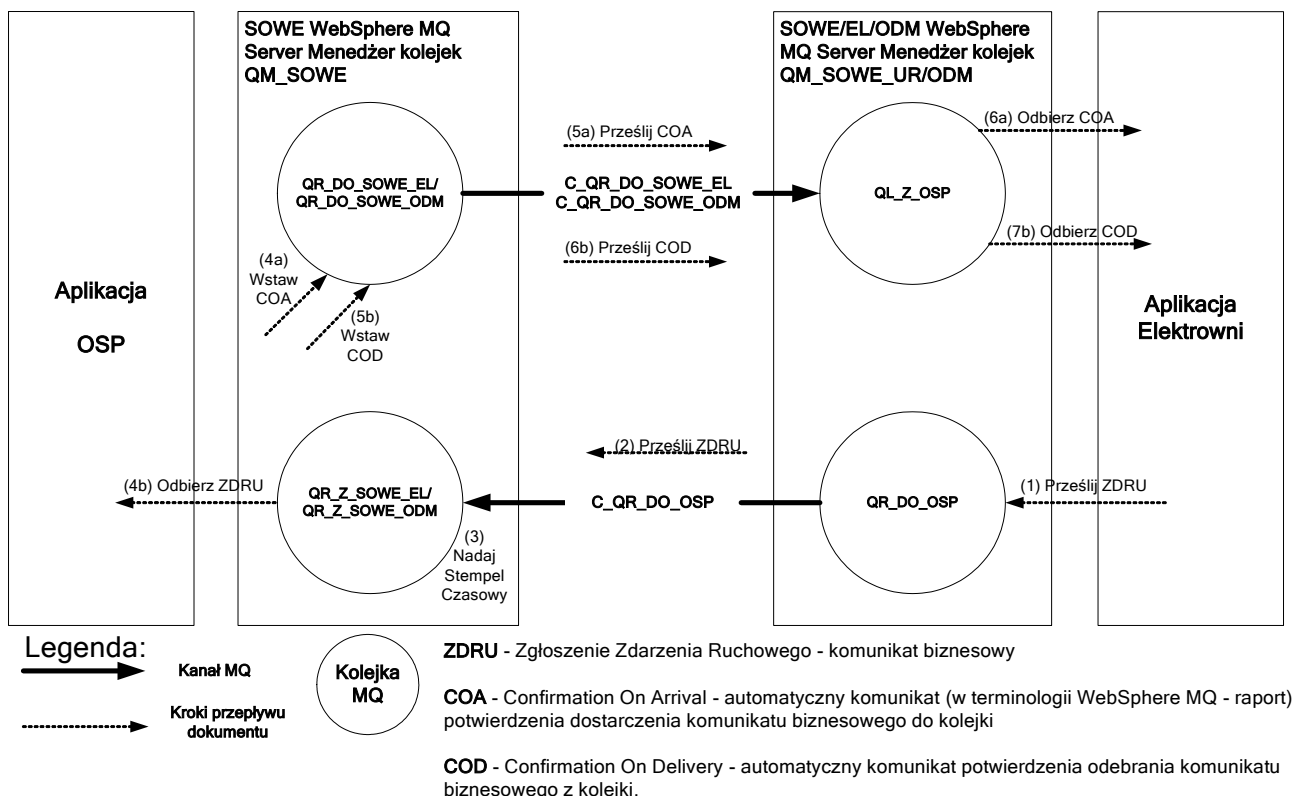 SOWE WebSphere MQ
Server Menedżer kolejek
QM_SOWE
SOWE/EL/ODM WebSphere
MQ Server Menedżer kolejek
QM_SOWE_UR/ODM
(5a) Prześlij COA
(6a) Odbierz COA
QR_DO_SOWE_EL/
QR_DO_SOWE_ODM
C_QR_DO_SOWE_EL
C_QR_DO_SOWE_ODM
QL_Z_OSP
(6b) Prześlij COD
(7b) Odbierz COD
(4a)
Wstaw
COA
(5b)
Wstaw
COD
Aplikacja
OSP
Aplikacja
Elektrowni
(2) Prześlij ZDRU
(4b) Odbierz ZDRU
QR_Z_SOWE_EL/
QR_Z_SOWE_ODM
C_QR_DO_OSP
QR_DO_OSP
(1) Prześlij ZDRU
(3)
Nadaj
Stempel
Czasowy
Legenda:
Kanał MQ
Kroki przepływu
dokumentu
Kolejka
MQ
ZDRU - Zgłoszenie Zdarzenia Ruchowego - komunikat biznesowy
COA - Confirmation On Arrival - automatyczny komunikat (w terminologii WebSphere MQ - raport)
potwierdzenia dostarczenia komunikatu biznesowego do kolejki
COD - Confirmation On Delivery - automatyczny komunikat potwierdzenia odebrania komunikatu
biznesowego z kolejki.